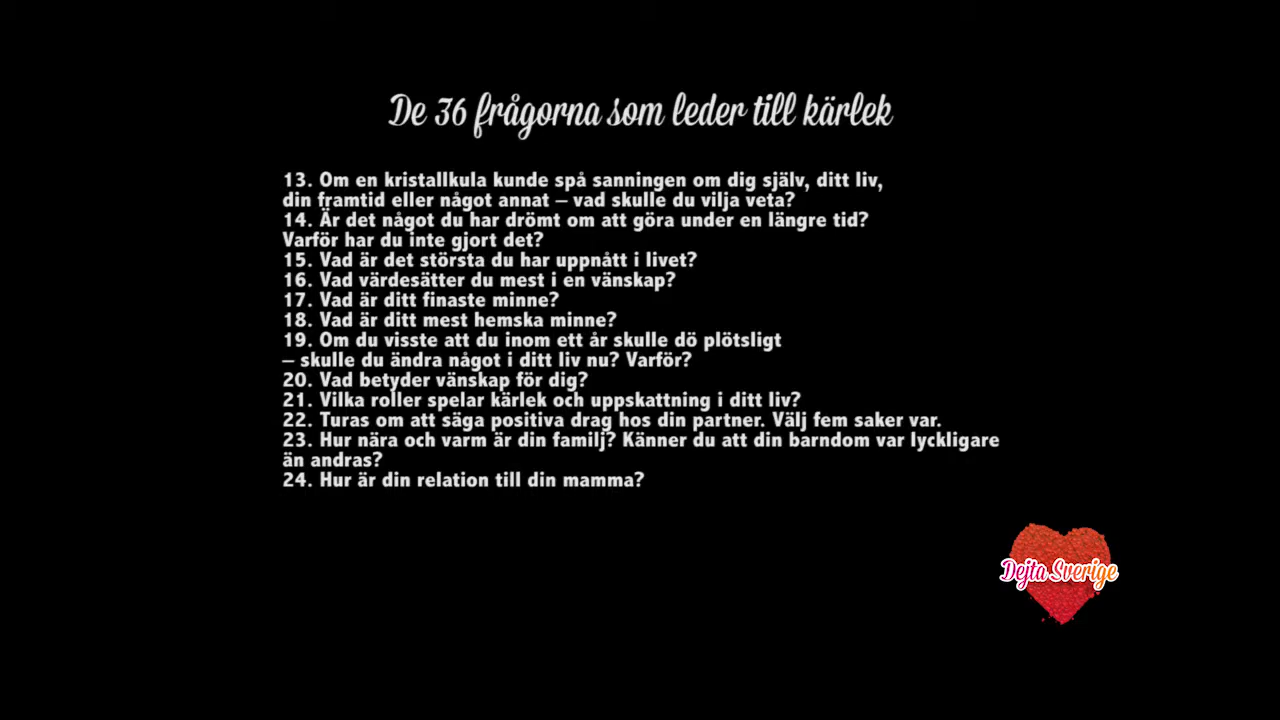 De 36 frågorna som leder till kärlek
13. Om en kristallkula kunde spå sanningen om dig själv, ditt liv,
din framtid eller något annat – vad skulle du vilja veta?
14. Är det något du har drömt om att göra under en längre tid?
Varför har du inte gjort det?
15. Vad är det största du har uppnått i livet?
16. Vad värdesätter du mest i en vänskap?
17. Vad är ditt finaste minne?
18. Vad är ditt mest hemska minne?
19. Om du visste att du inom ett år skulle dö plötsligt
– skulle du ändra något i ditt liv nu? Varför?
20. Vad betyder vänskap för dig?
21. Vilka roller spelar kärlek och uppskattning i ditt liv?
22. Turas om att säga positiva drag hos din partner. Välj fem saker var.
23. Hur nära och varm är din familj? Känner du att din barndom var lyckligare
än andras?
24. Hur är din relation till din mamma?
Dejta Sverige